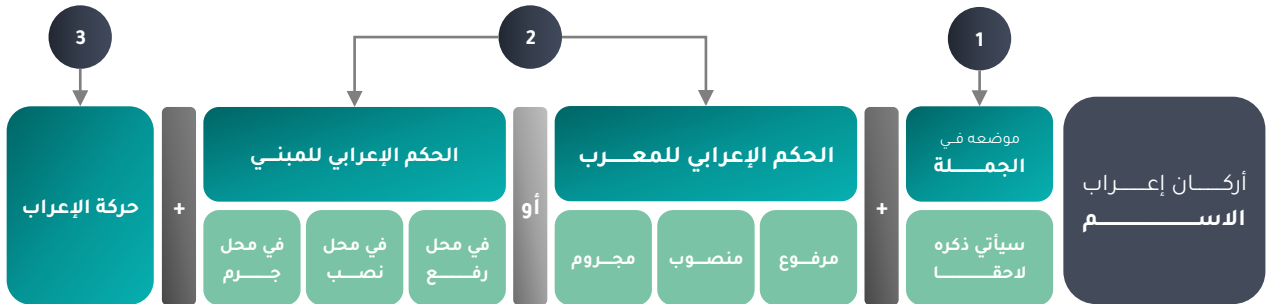 1
2
3
أركان إعراب
الاسم
موضعه في
الجملة
سيأتي ذكره
لاحقا
+
الحكم الإعرابي للمعرب
مرفوع
منصوب
مجروم
أو
الحكم الإعرابي للمبني
في محل
رفع
في محل
نصب
في محل
جرم
+
حركة الإعراب